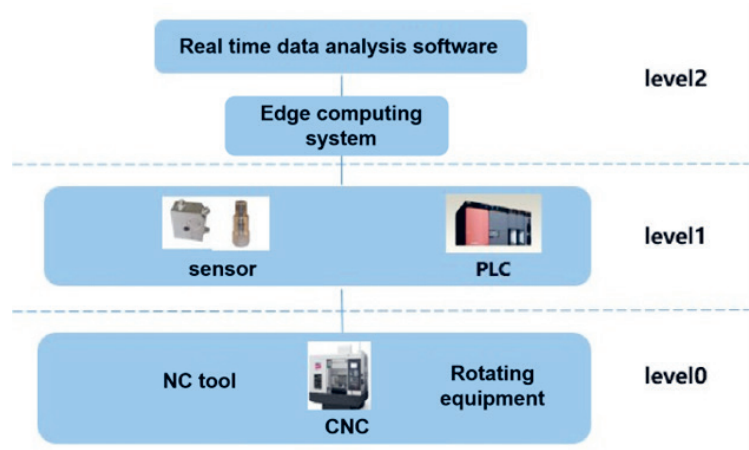 Real time data analysis software
level2
Edge computing
system
sensor
PLC
level1
NC tool
CNC
Rotating
equipment
level0